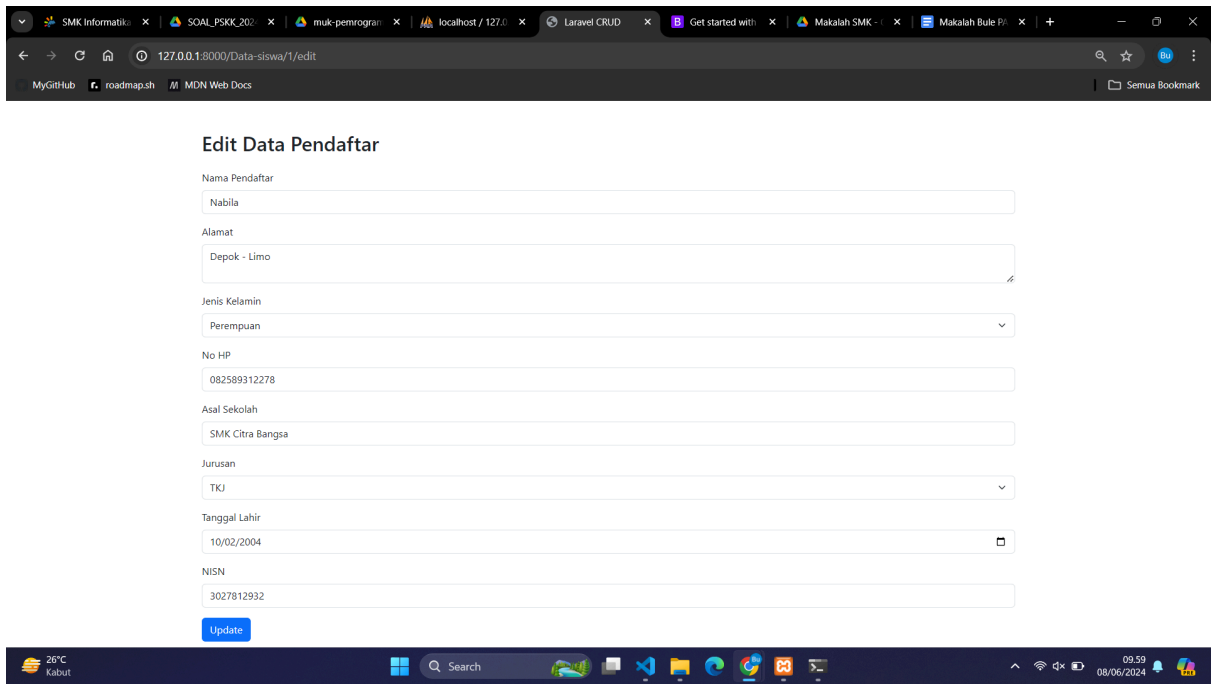 SMK Informatika
SOAL_PSKK_202
muk-pemrogram
localhost / 127.0
Laravel CRUD
Get started with
Makalah SMK - (
Makalah Bule PA
127.0.0.1:8000/Data-siswa/1/edit
Bu
MyGitHub
roadmap.sh
MDN Web Docs
Semua Bookmark
Edit Data Pendaftar
Nama Pendaftar
Nabila
Alamat
Depok - Limo
Jenis Kelamin
Perempuan
No HP
082589312278
Asal Sekolah
SMK Citra Bangsa
Jurusan
TKJ
Tanggal Lahir
10/02/2004
NISN
3027812932
Update
26°C
Kabut
Search
09.59
08/06/2024